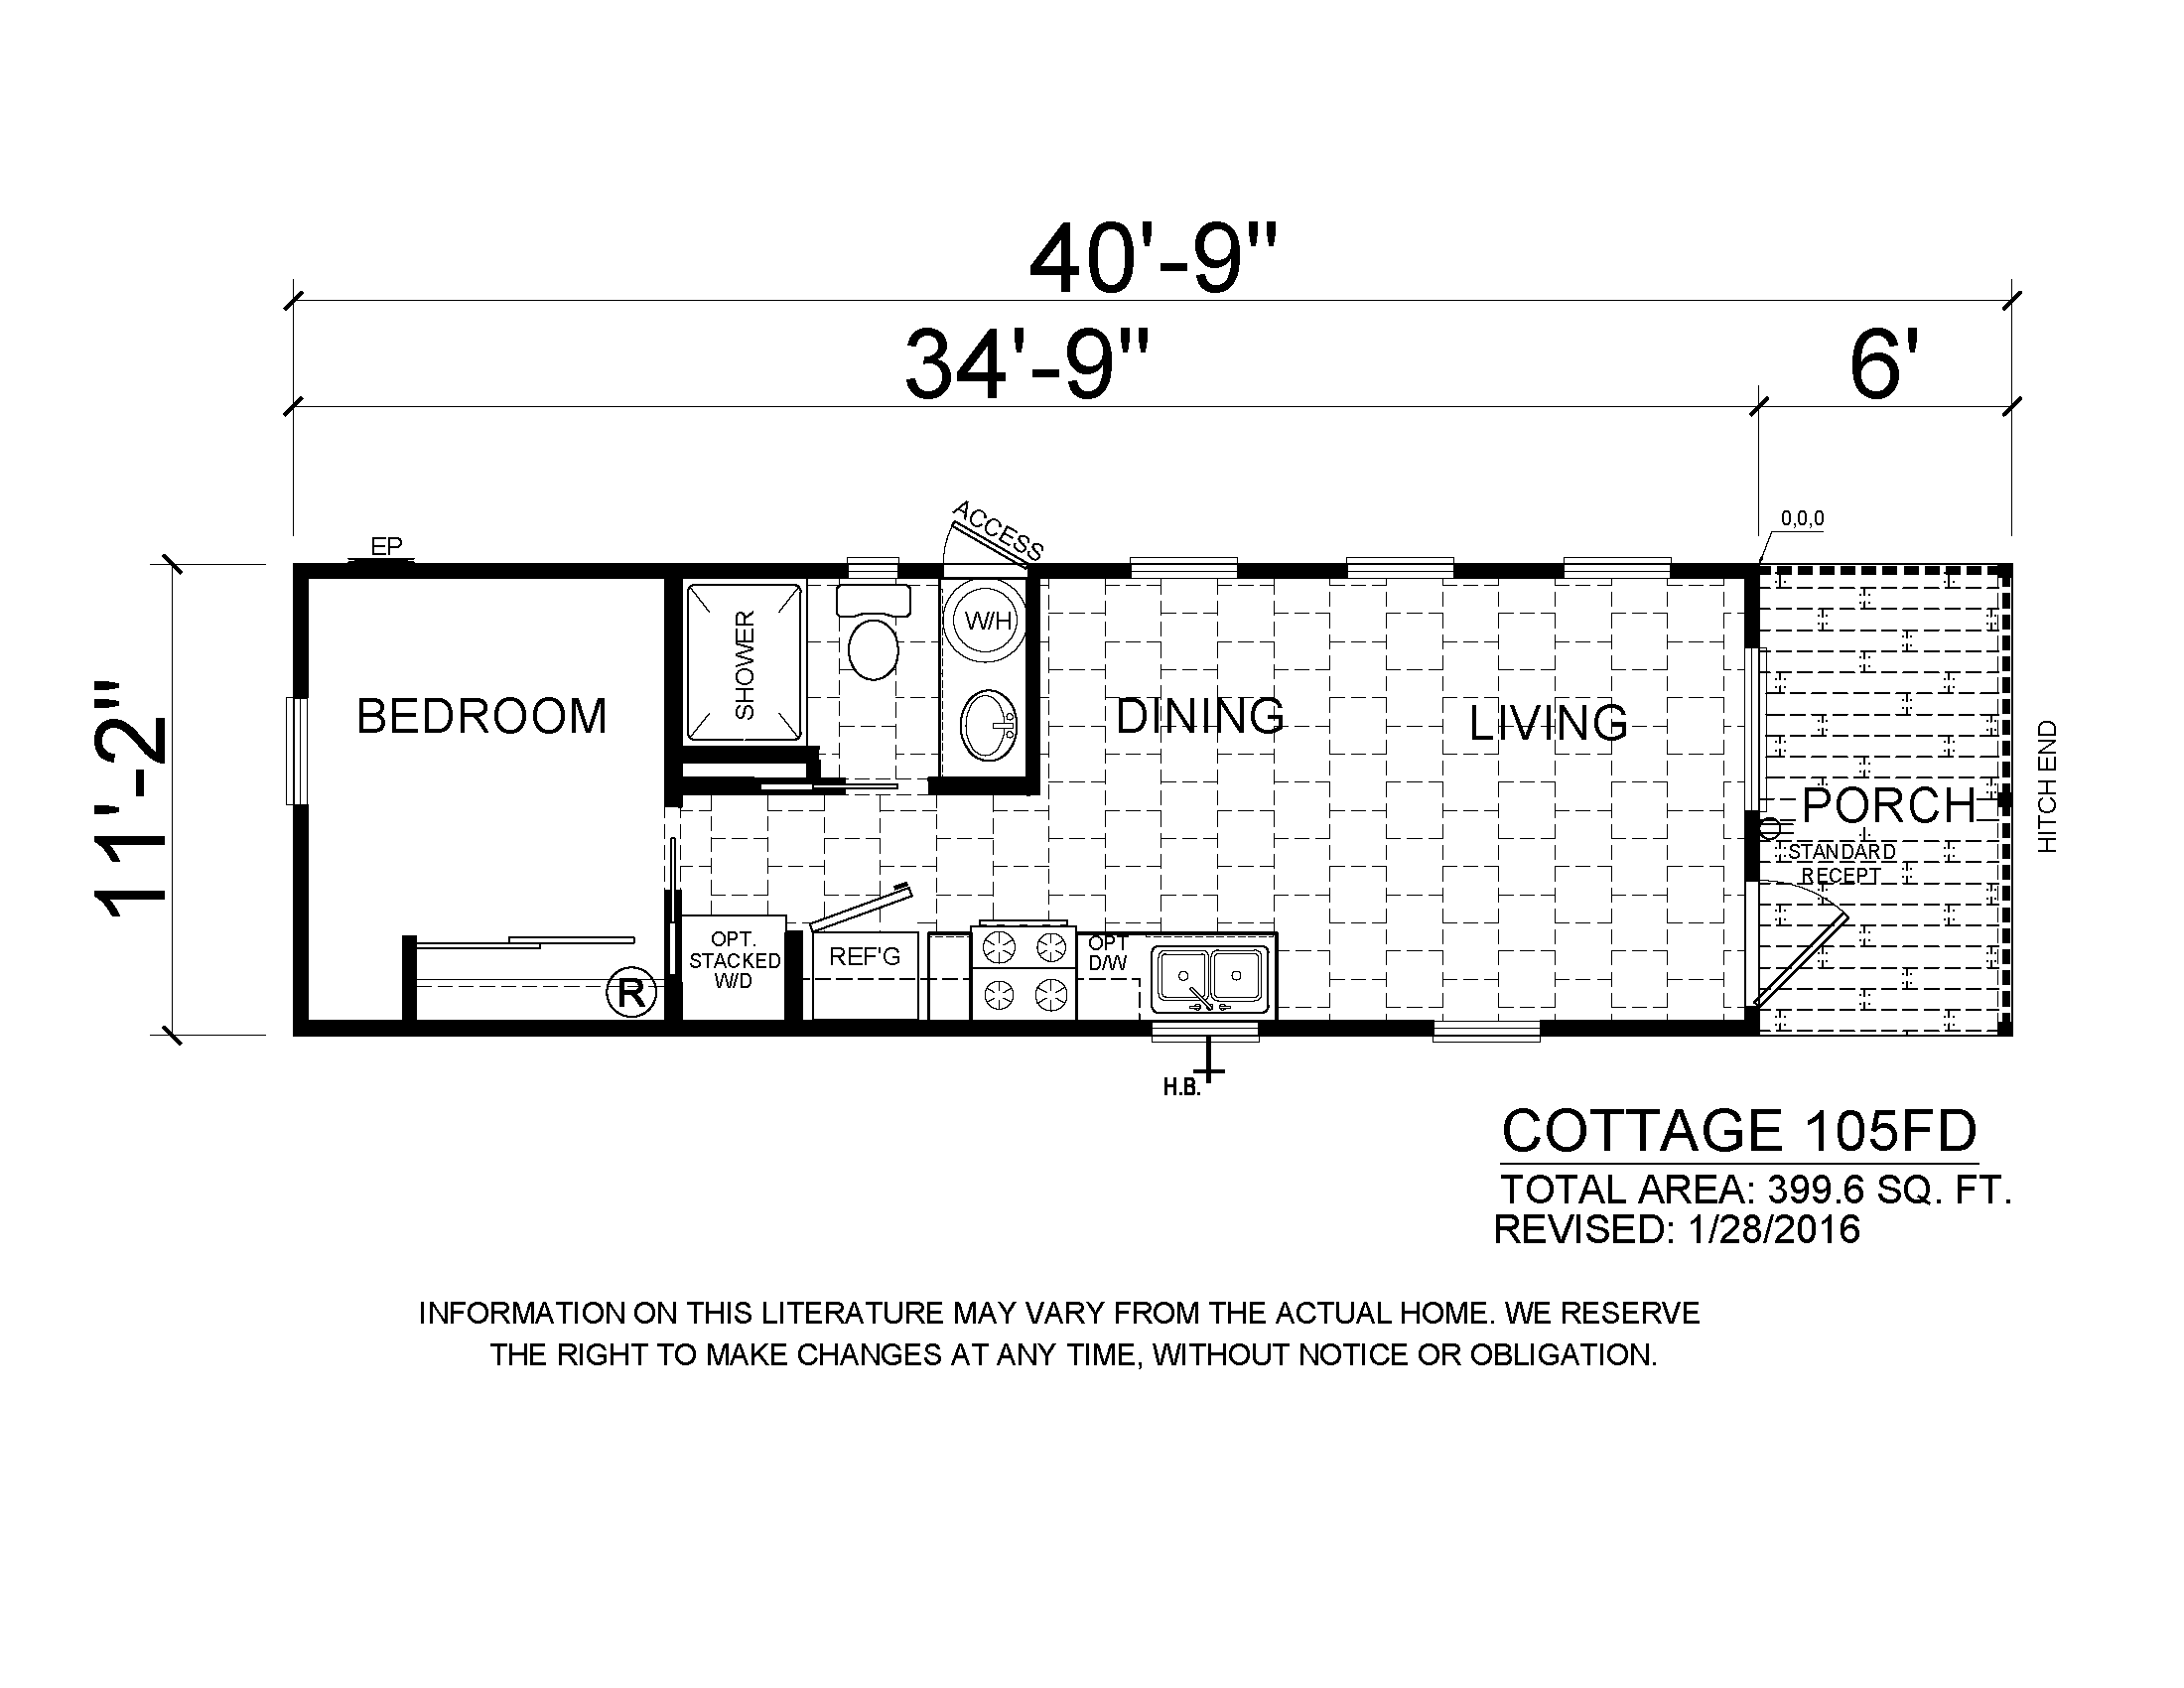 40'-9"
34'-9"
6'
ACCESS
0,0,0
EP
11'-2"
SHOWER
W/H
BEDROOM
DINING
LIVING
HITCH END
PORCH
STANDARD
RECEPT
OPT.
STACKED
W/D
REF'G
OPT
D/W
R
H.B.
COTTAGE 105FD
TOTAL AREA: 399.6 SQ. FT.
REVISED: 1/28/2016
INFORMATION ON THIS LITERATURE MAY VARY FROM THE ACTUAL HOME. WE RESERVE
THE RIGHT TO MAKE CHANGES AT ANY TIME, WITHOUT NOTICE OR OBLIGATION.